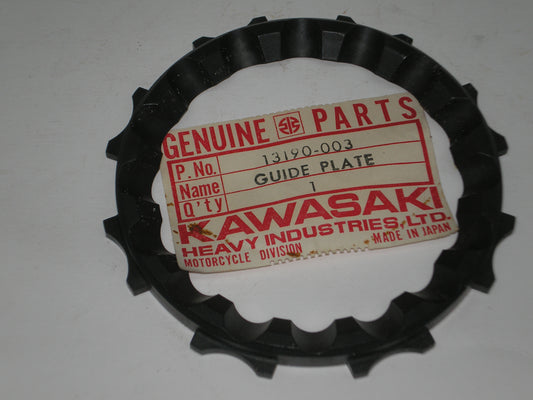 GENUINE PARTS
P.No. 13190-003
Name GUIDE PLATE
Q'ty 1
KAWASAKI
HEAVY INDUSTRIES, LTD.
MOTORCYCLE DIVISION MADE IN JAPAN